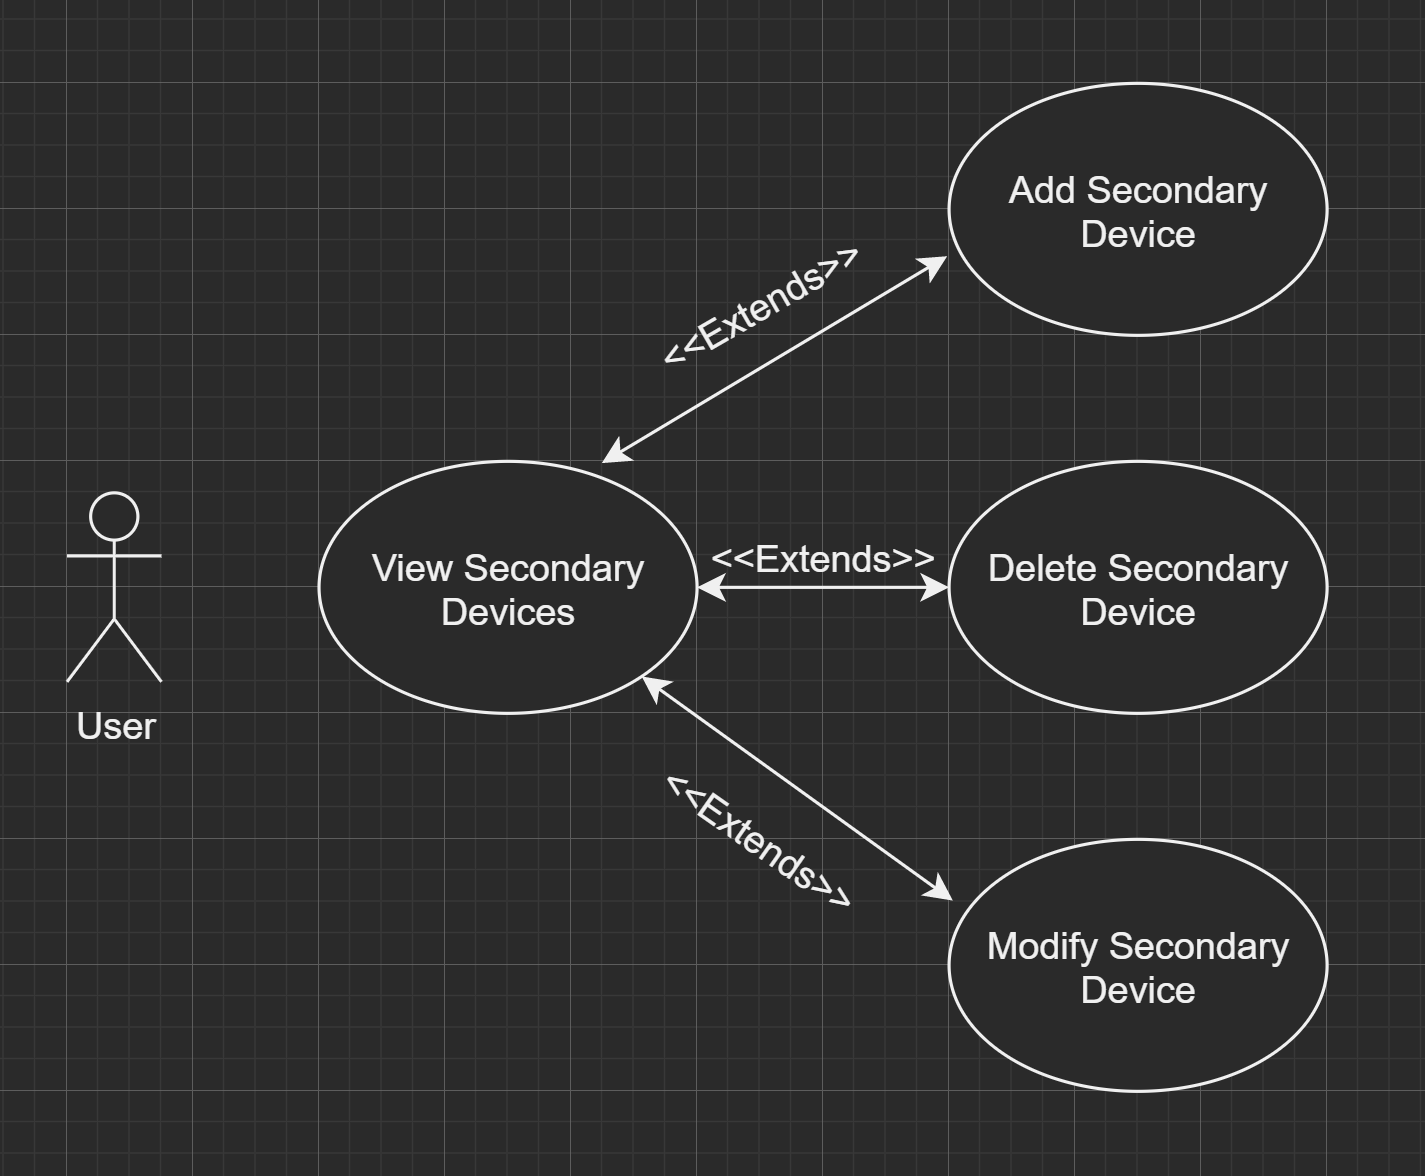 Add Secondary
Device
<<Extends>>
View Secondary
Devices
<<Extends>>
Delete Secondary
Device
User
<<Extends>>
Modify Secondary
Device